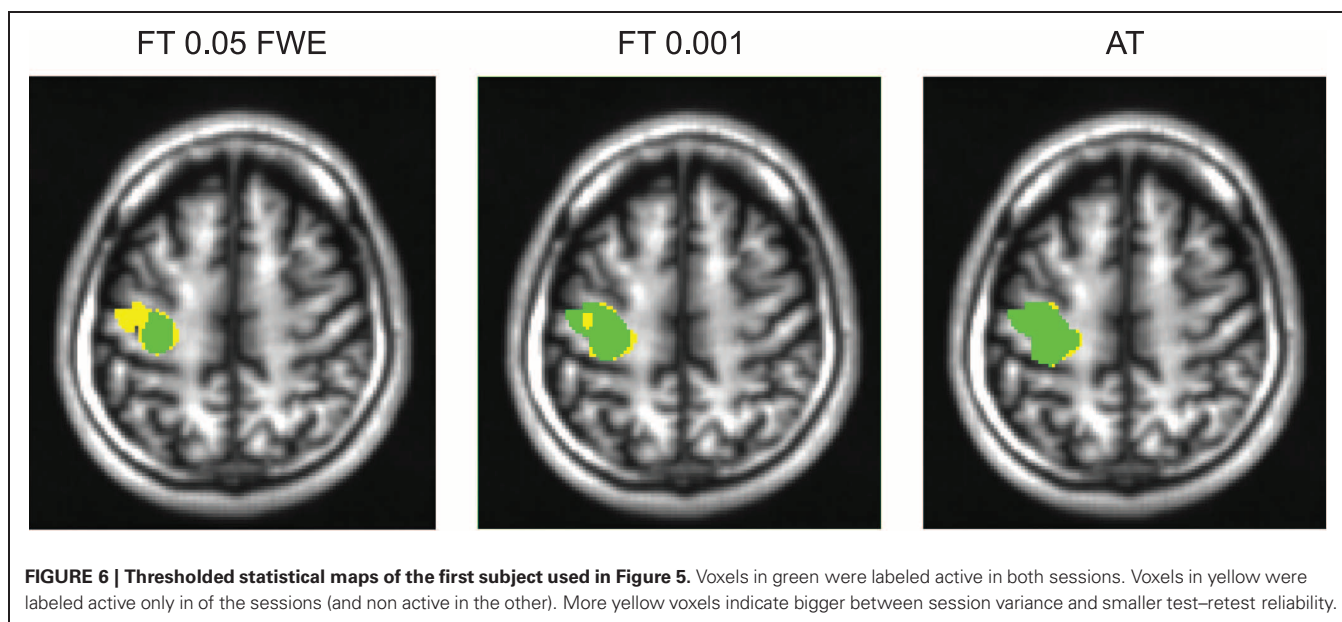 FT 0.05 FWE
FT 0.001
AT
FIGURE 6 | Thresholded statistical maps of the first subject used in Figure 5. Voxels in green were labeled active in both sessions. Voxels in yellow were
labeled active only in of the sessions (and non active in the other). More yellow voxels indicate bigger between session variance and smaller test–retest reliability.